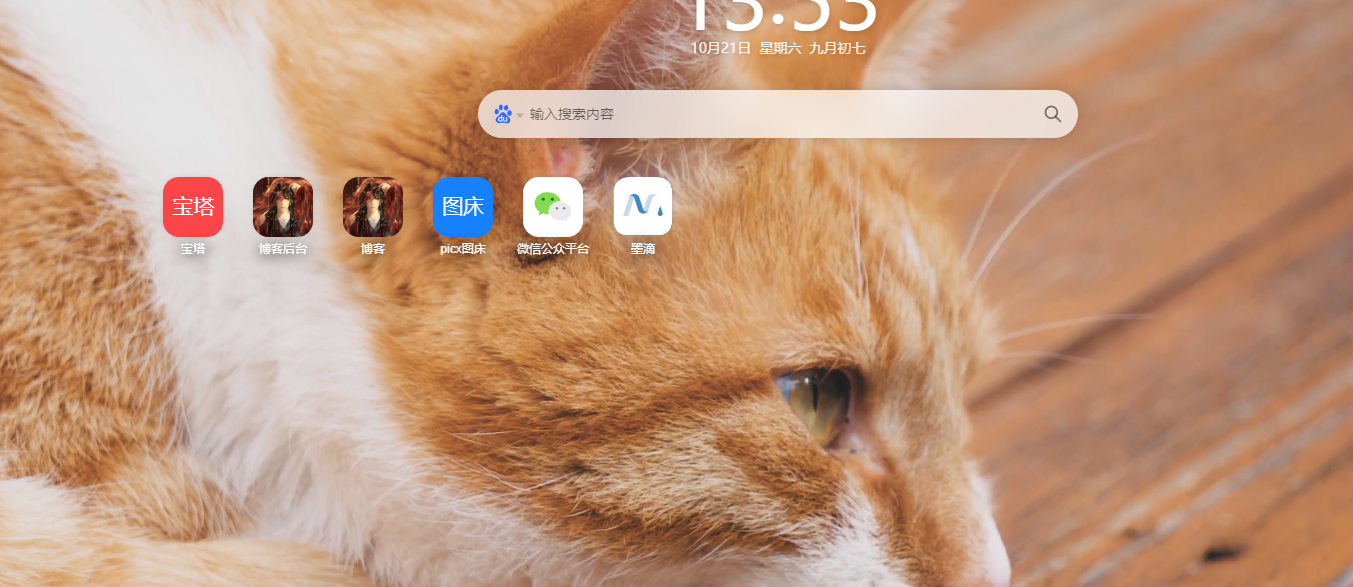 13:53
10月21日 星期六 九月初七
du 输入搜索内容
宝塔 图床
宝塔 博客后台 博客 picx图床 微信公众平台 墨滴